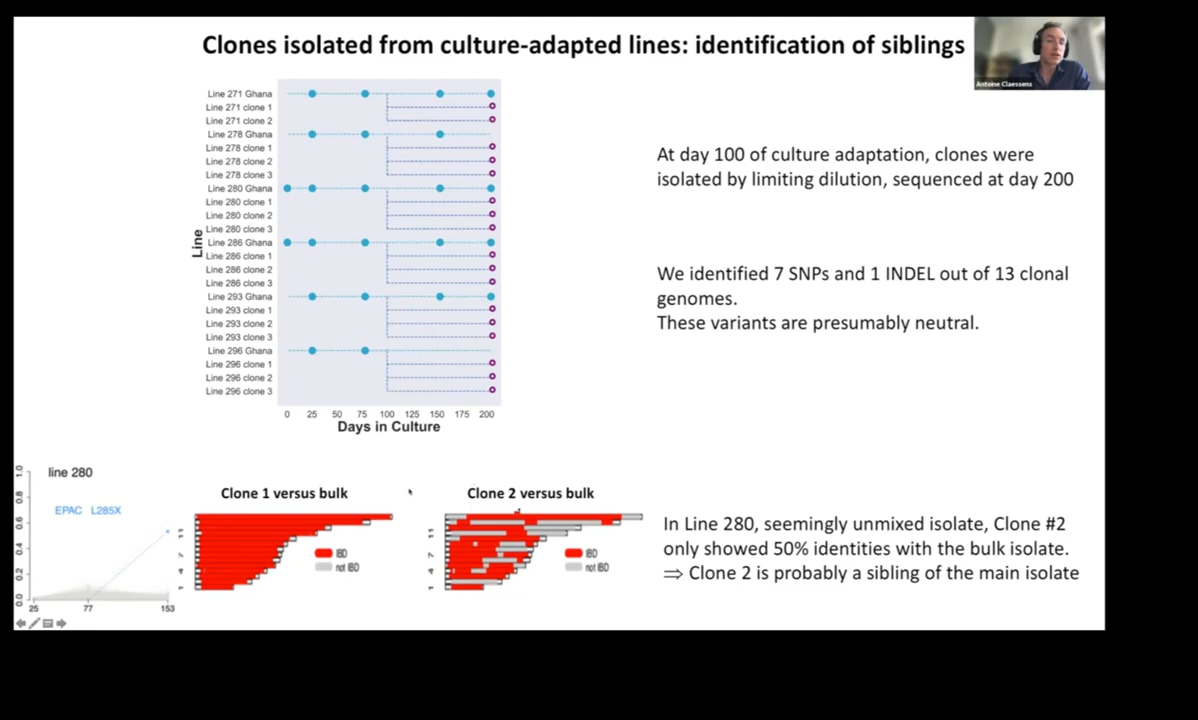 Clones isolated from culture-adapted lines: identification of siblings
Antoine Claessens
Line 271 Ghana
Line 271 clone 1
Line 271 clone 2
Line 278 Ghana
Line 278 clone 1
Line 278 clone 2
Line 278 clone 3
Line 280 Ghana
Line 280 clone 1
Line 280 clone 2
Line 280 clone 3
Line 286 Ghana
Line 286 clone 1
Line 286 clone 2
Line 286 clone 3
Line 293 Ghana
Line 293 clone 1
Line 293 clone 2
Line 293 clone 3
Line 296 Ghana
Line 296 clone 1
Line 296 clone 2
Line 296 clone 3
Line
0 25 50 75 100 125 150 175 200
Days in Culture
At day 100 of culture adaptation, clones were
isolated by limiting dilution, sequenced at day 200
We identified 7 SNPs and 1 INDEL out of 13 clonal
genomes.
These variants are presumably neutral.
line 280
EPAC L285X
1.0
0.8
0.6
0.4
0.2
0.0
25 77 153
Clone 1 versus bulk
11
7
4
1
IBD
not IBD
Clone 2 versus bulk
11
7
4
1
IBD
not IBD
In Line 280, seemingly unmixed isolate, Clone #2
only showed 50% identities with the bulk isolate.
⇒ Clone 2 is probably a sibling of the main isolate